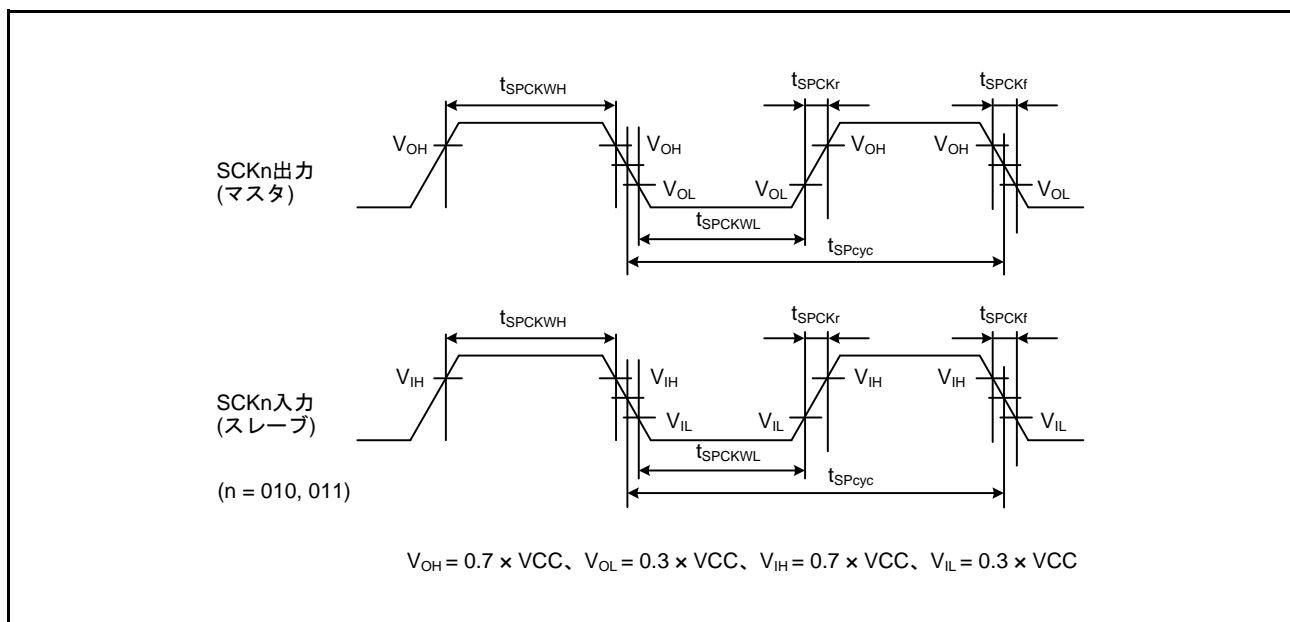 tSPCKWH
tSPCKr
tSPCKf
VOH
VOH
VOH
VOH
SCKn出力
(マスタ)
VOL
VOL
VOL
tSPCKWL
tSPcyc
tSPCKWH
tSPCKr
tSPCKf
VIH
VIH
VIH
VIH
SCKn入力
(スレーブ)
VIL
VIL
VIL
tSPCKWL
tSPcyc
(n = 010, 011)
VOH = 0.7 × VCC、VOL = 0.3 × VCC、VIH = 0.7 × VCC、VIL = 0.3 × VCC